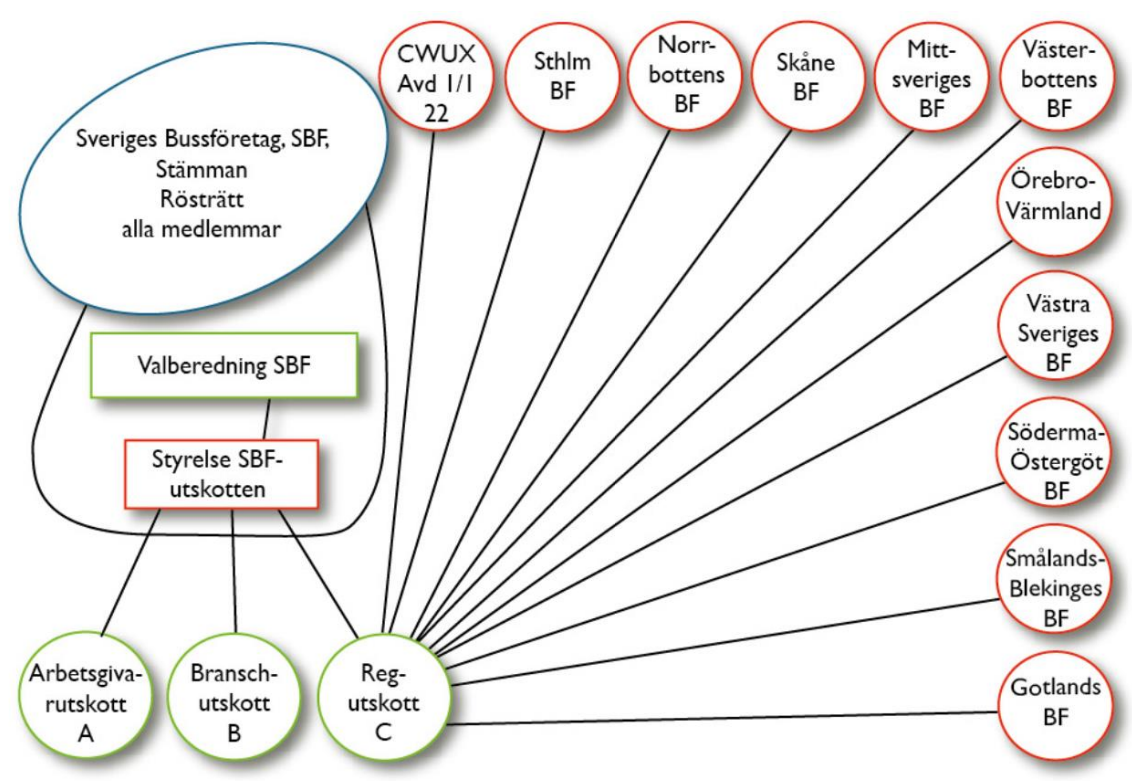 Sveriges Bussföretag, SBF,
Stämman
Rösträtt
alla medlemmar
CWUX
Avd 1/1
22
Sthlm
BF
Norr-
bottens
BF
Skåne
BF
Mitt-
sveriges
BF
Väster-
bottens
BF
Örebro-
Värmland
Västra
Sveriges
BF
Söderma-
Östergöt
BF
Smålands-
Blekinges
BF
Gotlands
BF
Valberedning SBF
Styrelse SBF-
utskotten
Arbetsgiva-
rutskott
A
Bransch-
utskott
B
Reg-
utskott
C